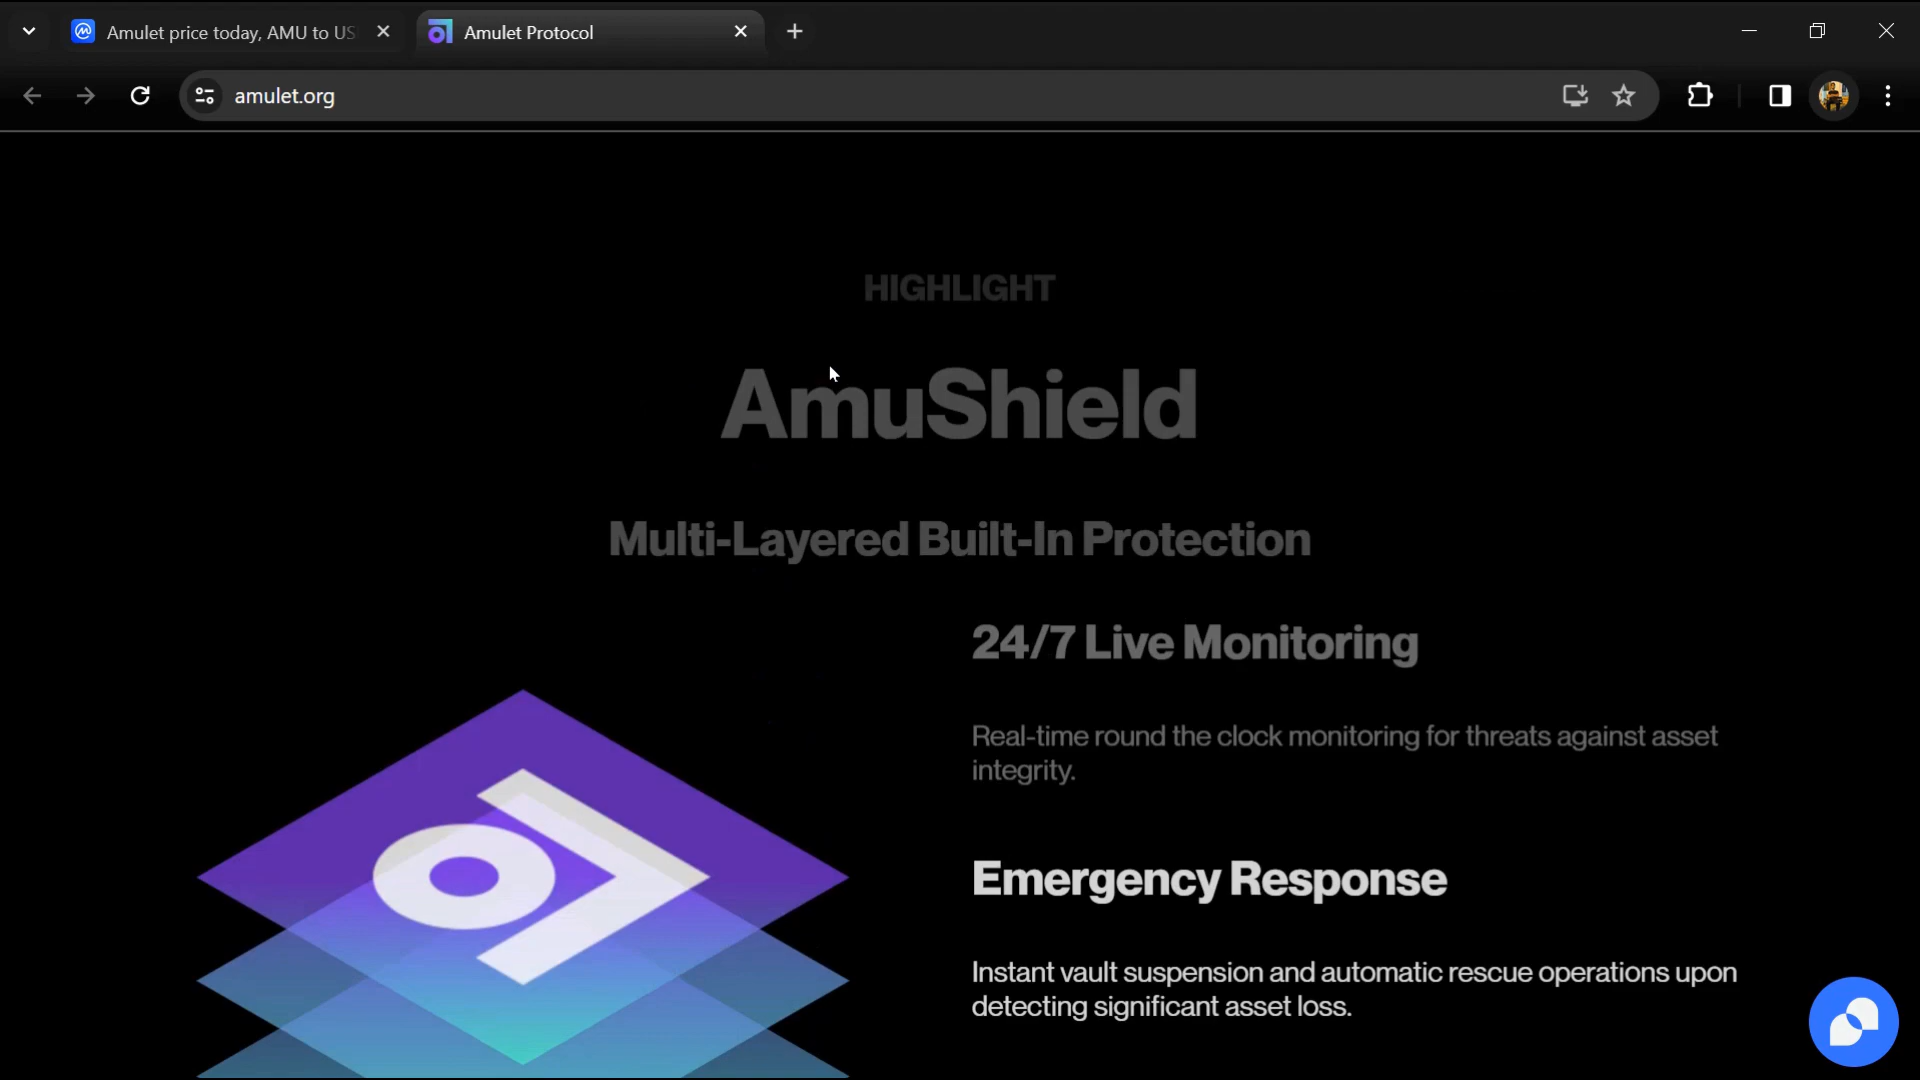 Amulet price today, AMU to US
Amulet Protocol
amulet.org
HIGHLIGHT
AmuShield
Multi-Layered Built-In Protection
24/7 Live Monitoring
Real-time round the clock monitoring for threats against asset
integrity.
Emergency Response
Instant vault suspension and automatic rescue operations upon
detecting significant asset loss.